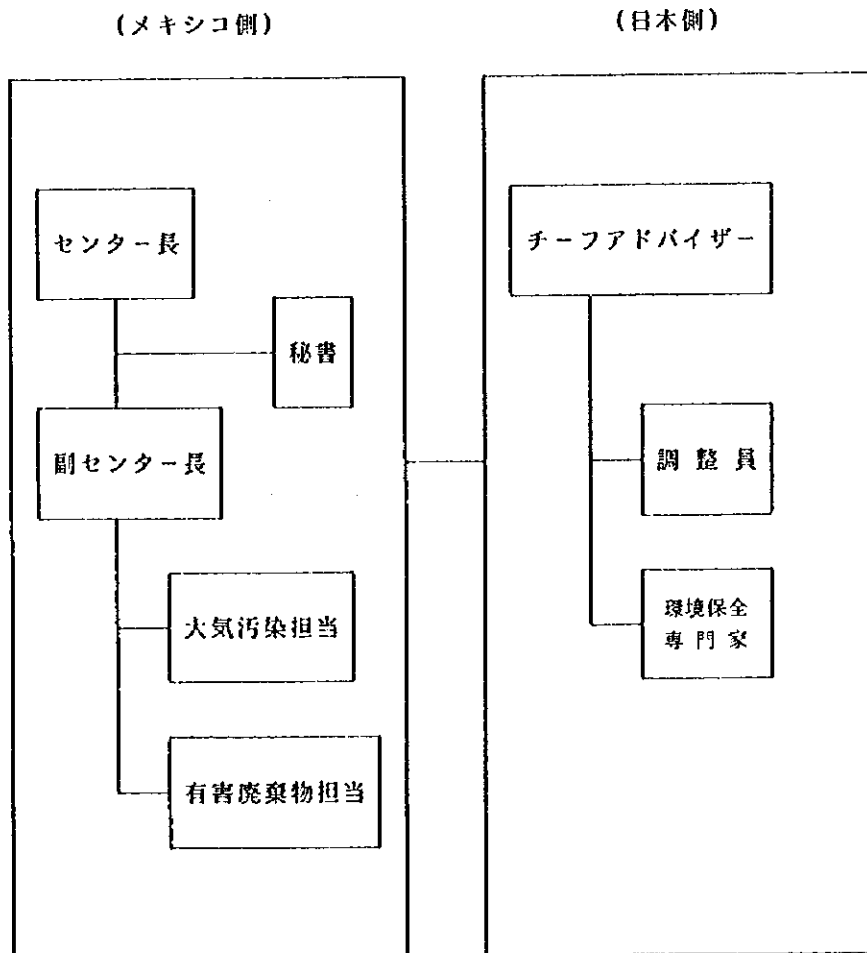 (メキシコ側)
(日本側)
センター長
秘書
副センター長
大気汚染担当
有害廃棄物担当
チーフアドバイザー
調整員
環境保全
専門家